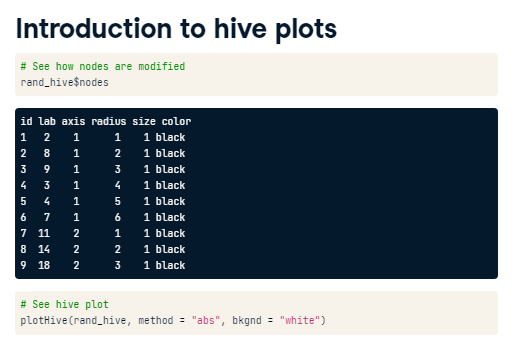 Introduction to hive plots
# See how nodes are modified
rand_hive$nodes
id lab axis radius size color
1 2 1 1 1 black
2 8 1 2 1 black
3 9 1 3 1 black
4 3 1 4 1 black
5 4 1 5 1 black
6 7 1 6 1 black
7 11 2 1 1 black
8 14 2 2 1 black
9 18 2 3 1 black
# See hive plot
plotHive(rand_hive, method = "abs", bkgnd = "white")